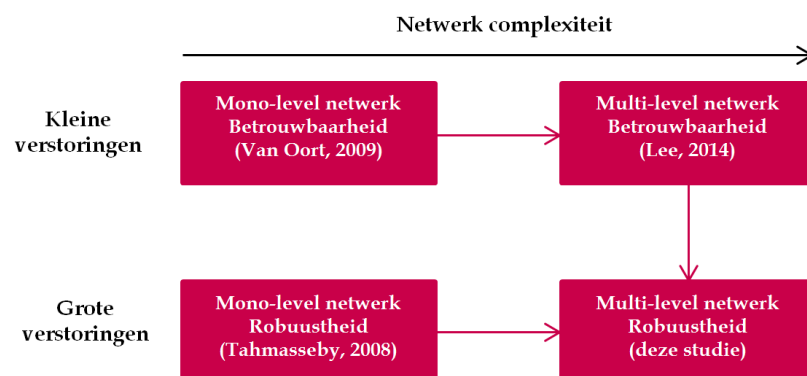 Netwerk complexiteit
Kleine
verstoringen
Mono-level netwerk
Betrouwbaarheid
(Van Oort, 2009)
Multi-level netwerk
Betrouwbaarheid
(Lee, 2014)
Grote
verstoringen
Mono-level netwerk
Robuustheid
(Tahmasseby, 2008)
Multi-level netwerk
Robuustheid
(deze studie)